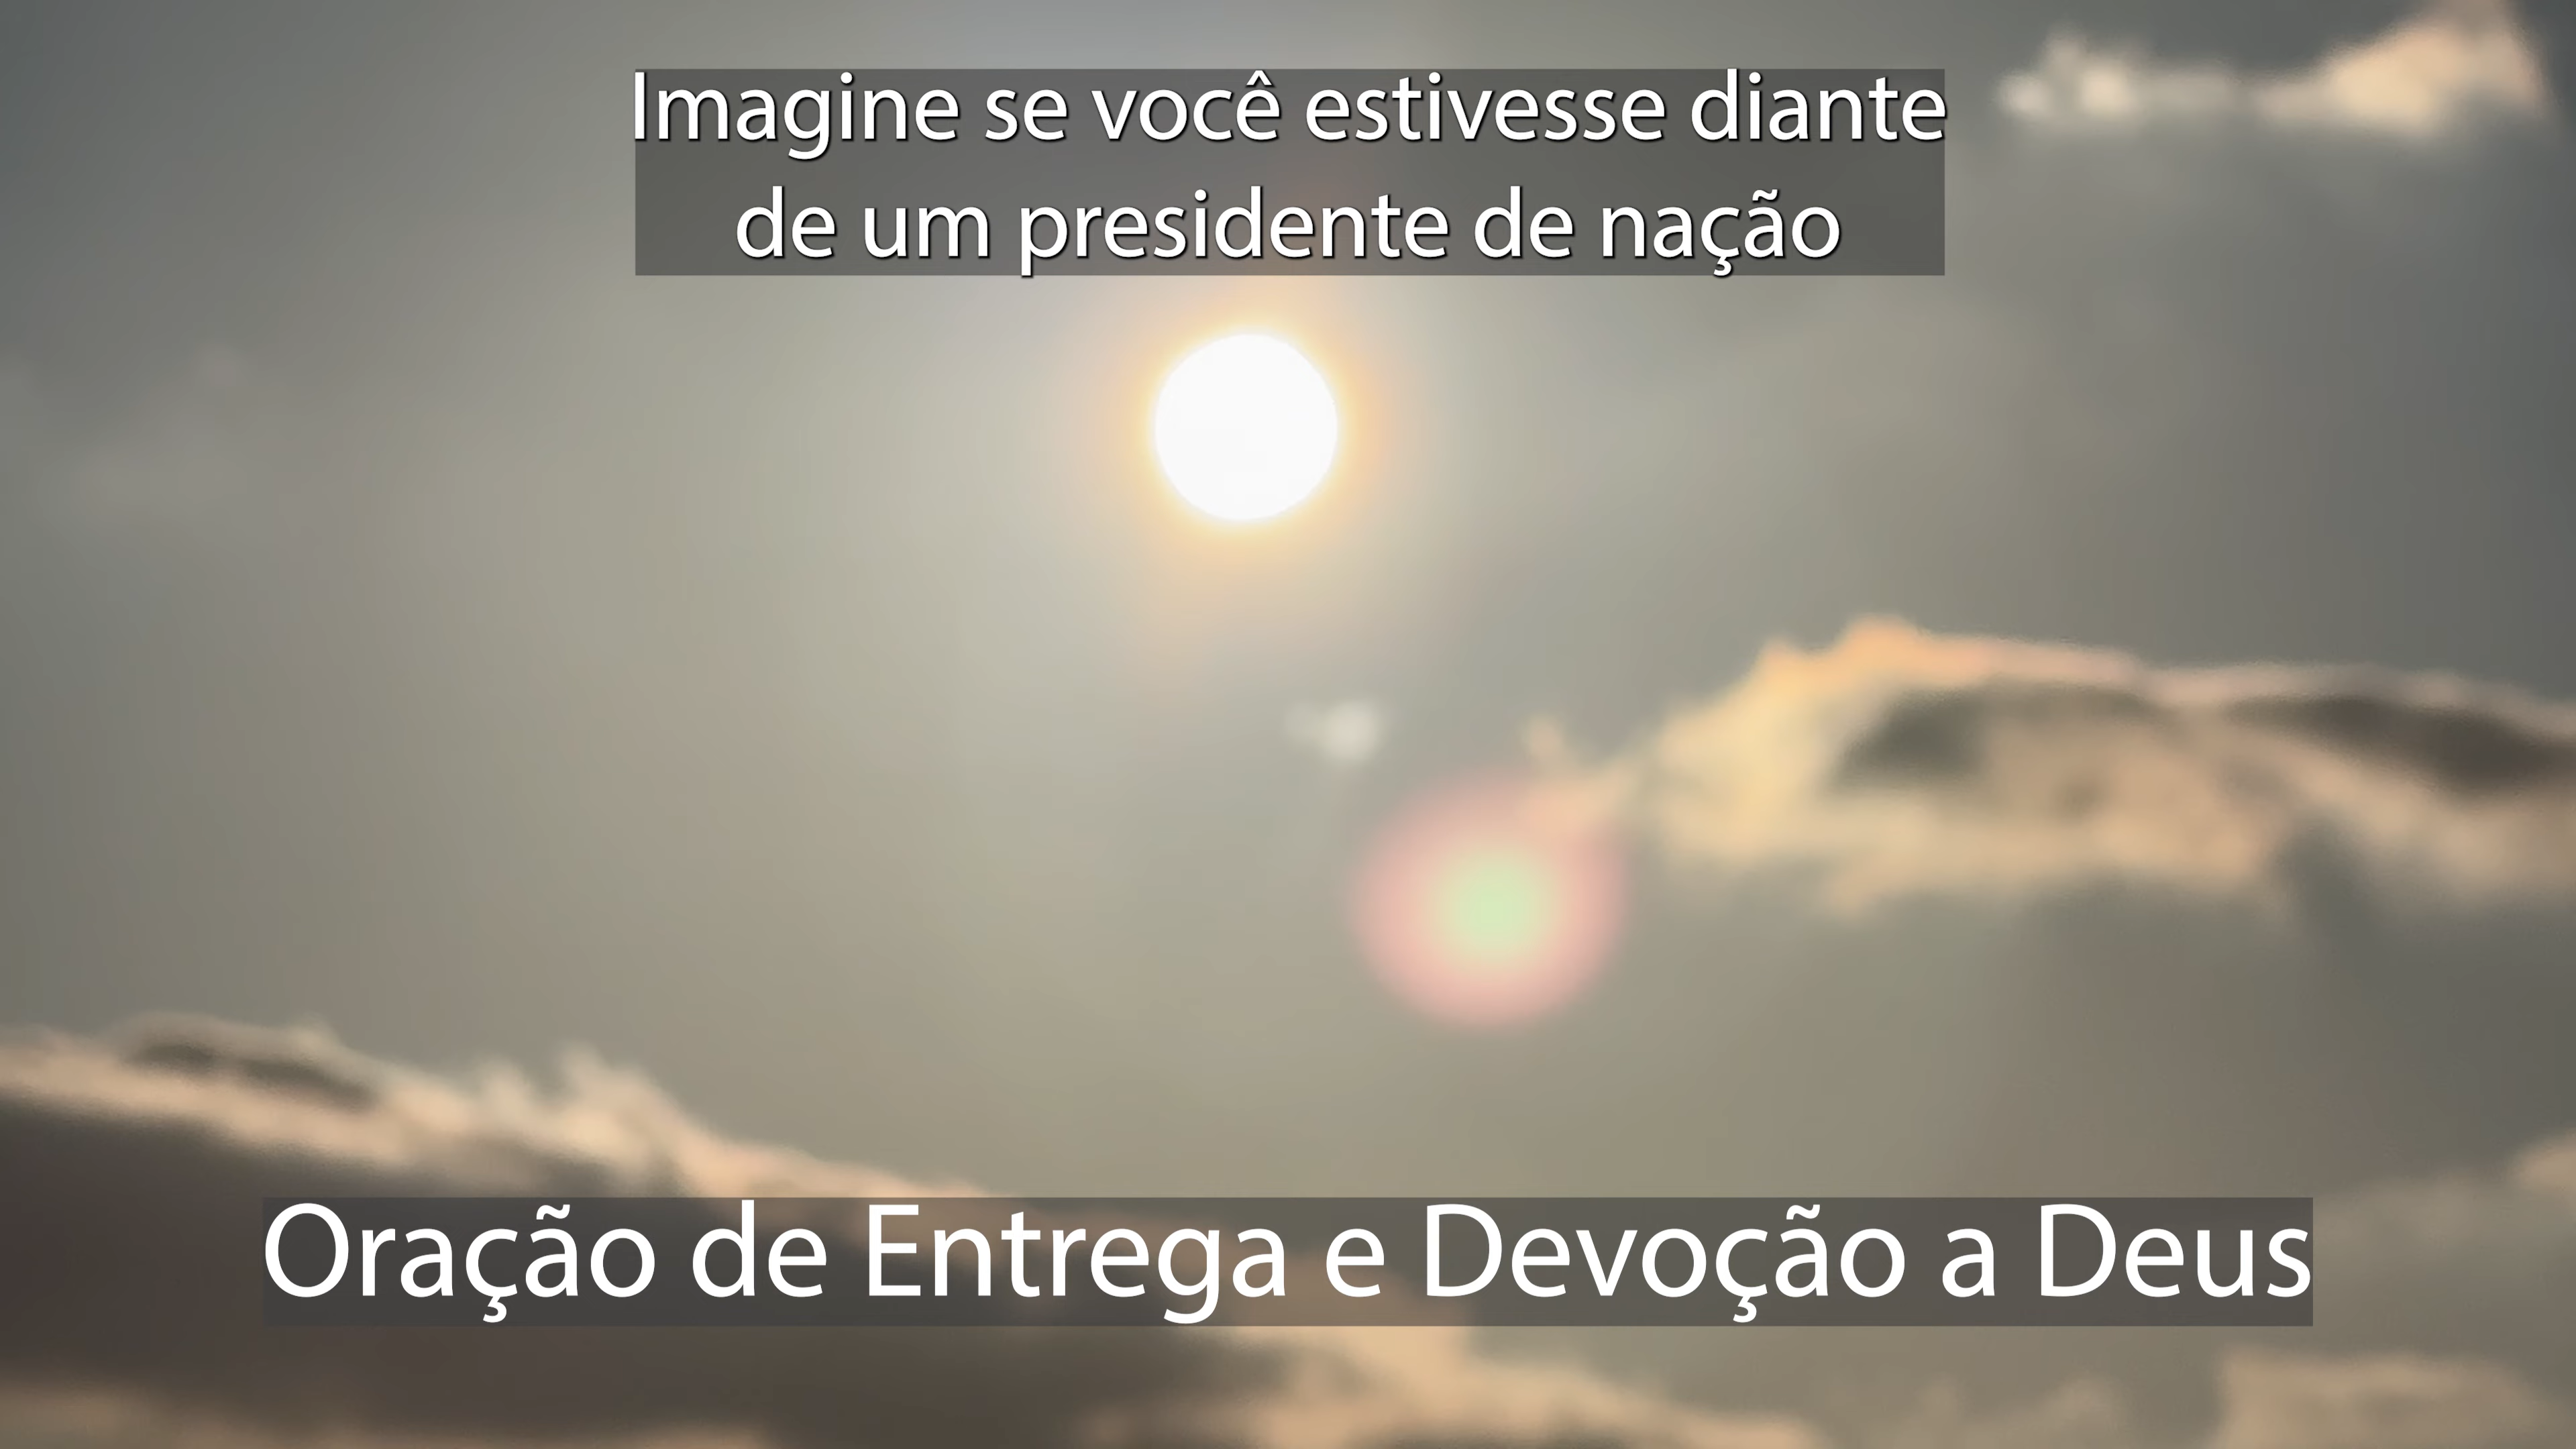 Imagine se você estivesse diante
de um presidente de nação
Oração de Entrega e Devoção a Deus